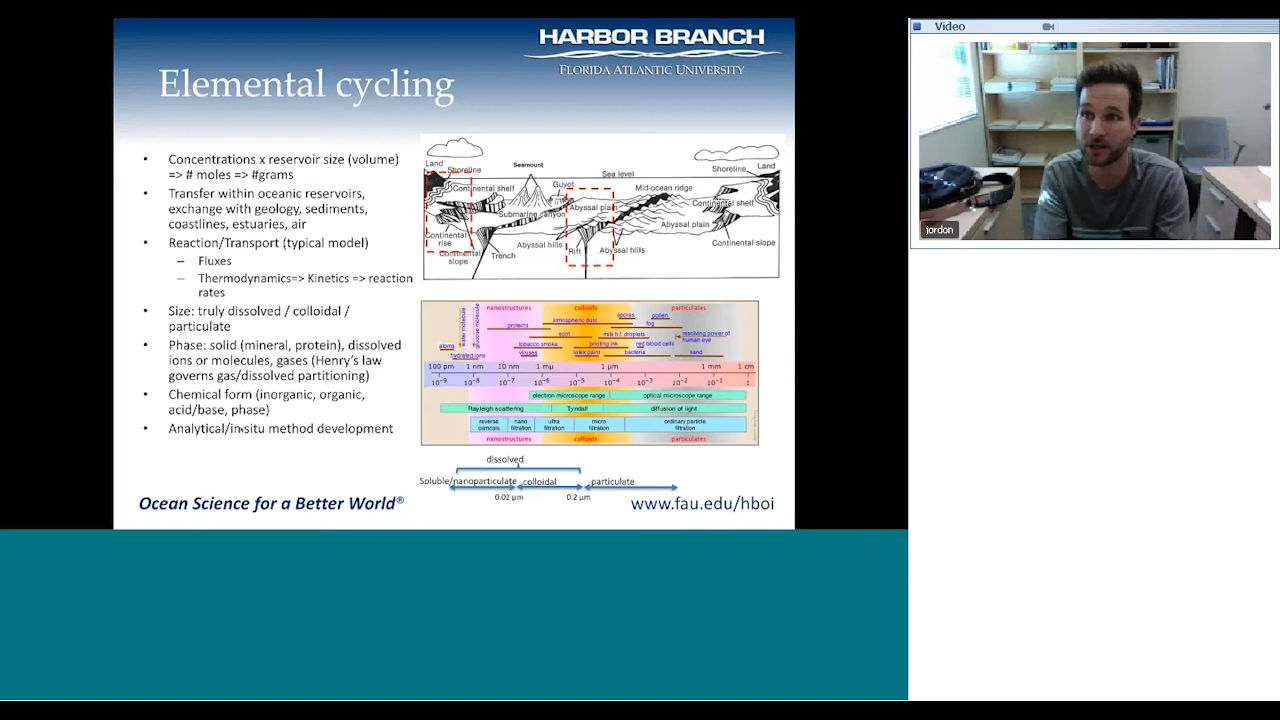 HARBOR BRANCH
FLORIDA ATLANTIC UNIVERSITY
Elemental cycling
• Concentrations x reservoir size (volume)
=> # moles => #grams
• Transfer within oceanic reservoirs,
exchange with geology, sediments,
coastlines, estuaries, air
• Reaction/Transport (typical model)
– Fluxes
– Thermodynamics=> Kinetics => reaction
rates
• Size: truly dissolved / colloidal /
particulate
• Phase: solid (mineral, protein), dissolved
ions or molecules, gases (Henry's law
governs gas/dissolved partitioning)
• Chemical form (inorganic, organic,
acid/base, phase)
• Analytical/in situ method development
Land
Shoreline
Seamount
Sea level
Shoreline
Land
Continental shelf
Guyot
Mid-ocean ridge
Submarine canyon
Abyssal plain
Continental shelf
Continental
rise
Abyssal plain
Continental
slope
Trench
Abyssal hills
Rift
Abyssal hills
Continental slope
nanostructures colloids particulates
water molecule
glucose molecule
atoms
hydrated ions
proteins
atmospheric dust
spores
pollen
fog
soot
milk b.f. droplets
resolving power of
human eye
tobacco smoke
printing ink
red blood cells
viruses
latex paint
bacteria
sand
100 pm 1 nm 10 nm 1 mµ 1 µm 1 mm 1 cm
10⁻⁹ 10⁻⁸ 10⁻⁷ 10⁻⁶ 10⁻⁵ 10⁻⁴ 10⁻³ 10⁻² 10⁻¹ 1
electron microscope range optical microscope range
Rayleigh scattering Tyndall diffusion of light
reverse
osmosis
nano
filtration
ultra
filtration
micro
filtration
ordinary particle
filtration
nanostructures colloids particulates
dissolved
Soluble/nanoparticulate colloidal particulate
0.02 µm 0.2 µm
Ocean Science for a Better World®
www.fau.edu/hboi
Video
jordon